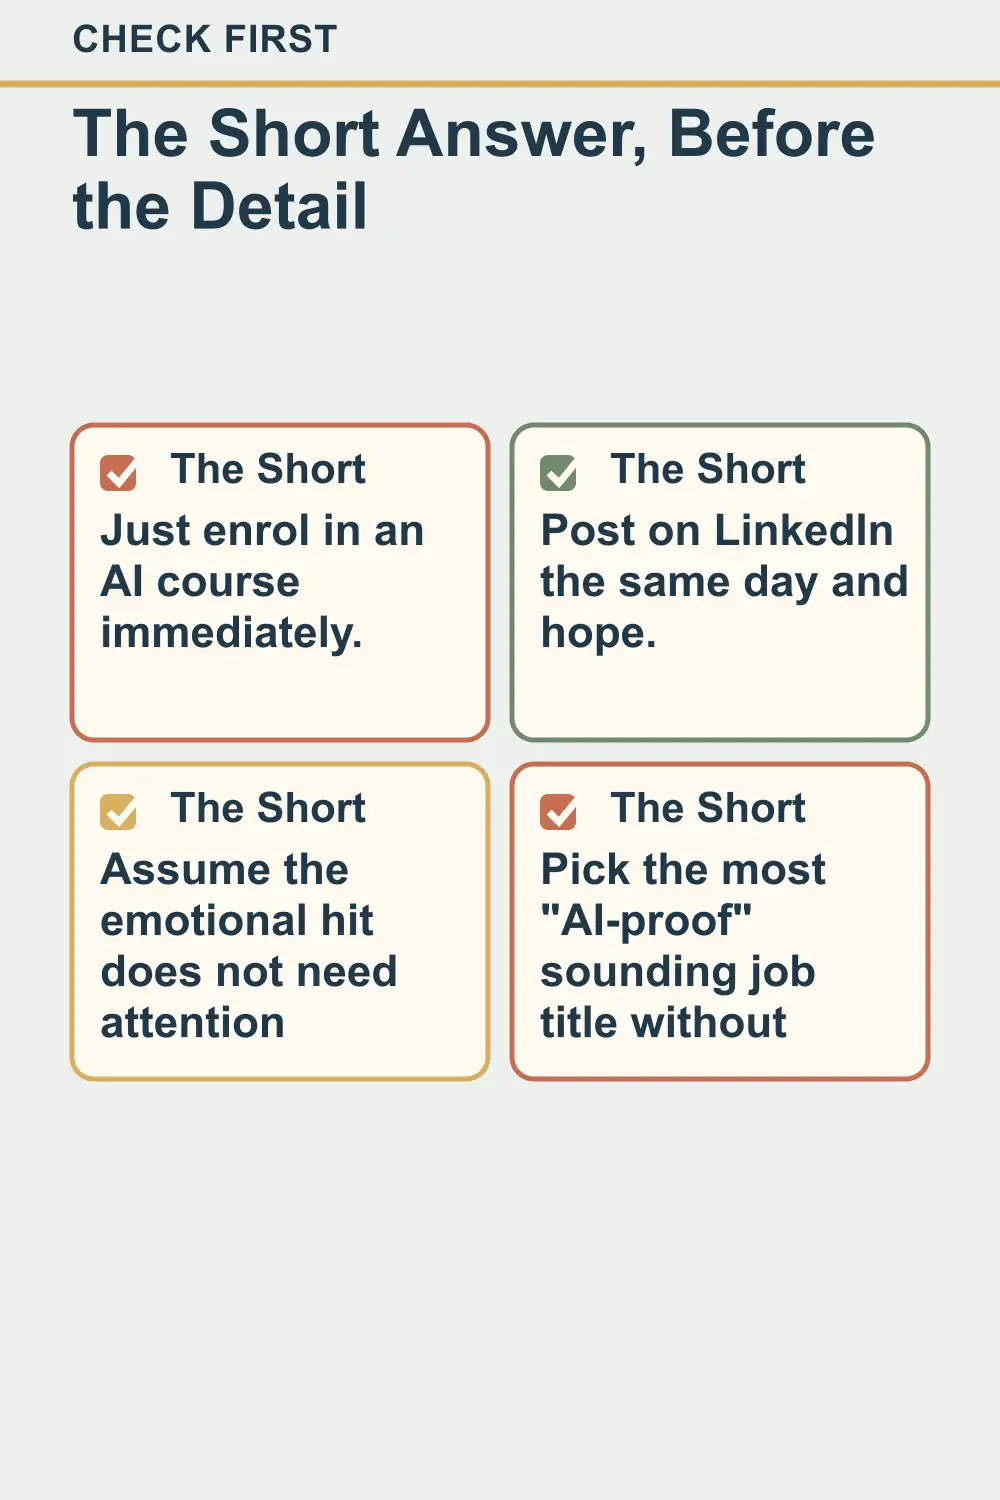 CHECK FIRST
The Short Answer, Before
the Detail
The Short
Just enrol in an
AI course
immediately.
The Short
Post on LinkedIn
the same day and
hope.
The Short
Assume the
emotional hit
does not need
attention
The Short
Pick the most
"AI-proof"
sounding job
title without